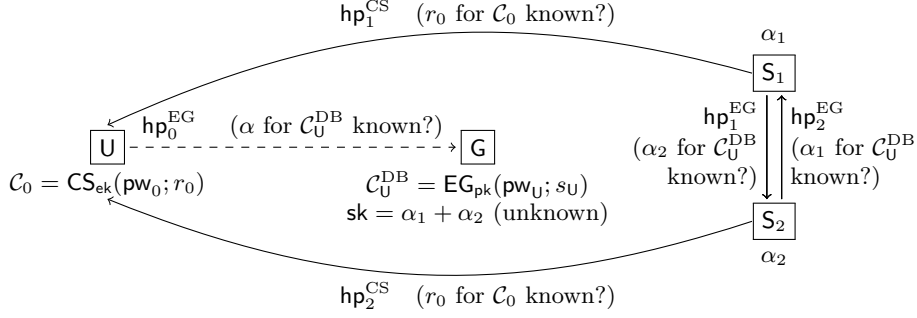 hp₁^CS (r₀ for 𝒞₀ known?)
α₁
S₁
hp₀^EG (α for 𝒞_U^DB known?)
U
G
hp₁^EG
(α₂ for 𝒞_U^DB
known?)
hp₂^EG
(α₁ for 𝒞_U^DB
known?)
𝒞₀ = CS_ek(pw₀; r₀)
𝒞_U^DB = EG_pk(pw_U; s_U)
sk = α₁ + α₂ (unknown)
S₂
α₂
hp₂^CS (r₀ for 𝒞₀ known?)